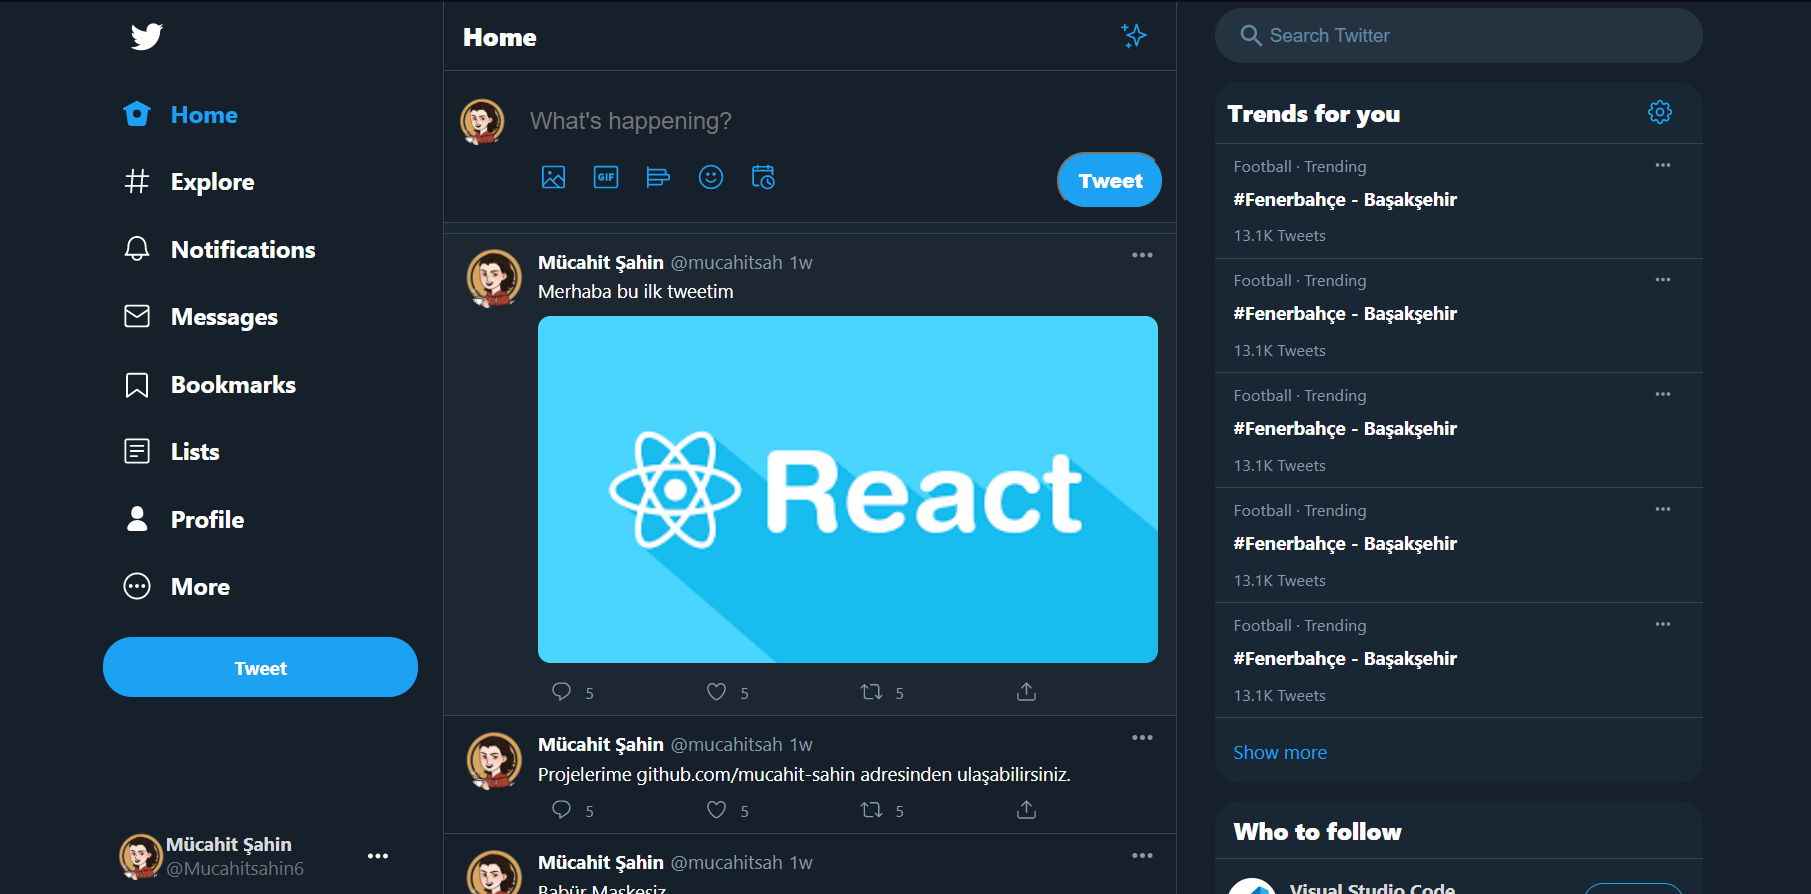 Home
Explore
Notifications
Messages
Bookmarks
Lists
Profile
More
Tweet
Mücahit Şahin
@Mucahitsahin6
Home
What's happening?
GIF
Tweet
Mücahit Şahin @mucahitsah 1w
Merhaba bu ilk tweetim
React
5 5 5
Mücahit Şahin @mucahitsah 1w
Projelerime github.com/mucahit-sahin adresinden ulaşabilirsiniz.
5 5 5
Mücahit Şahin @mucahitsah 1w
Babür Maskesiz
Search Twitter
Trends for you
Football · Trending
#Fenerbahçe - Başakşehir
13.1K Tweets
Football · Trending
#Fenerbahçe - Başakşehir
13.1K Tweets
Football · Trending
#Fenerbahçe - Başakşehir
13.1K Tweets
Football · Trending
#Fenerbahçe - Başakşehir
13.1K Tweets
Football · Trending
#Fenerbahçe - Başakşehir
13.1K Tweets
Show more
Who to follow
Visual Studio Code